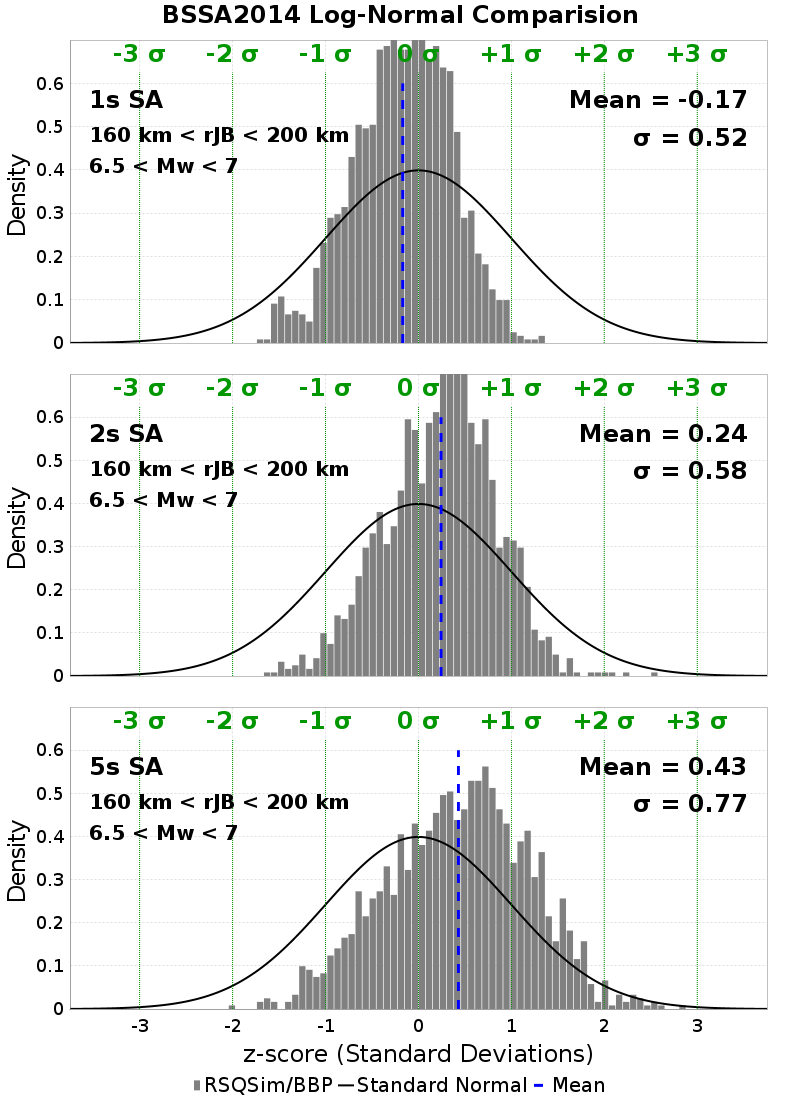 BSSA2014 Log-Normal Comparision
-3 σ -2 σ -1 σ 0 σ +1 σ +2 σ +3 σ
1s SA
160 km < rJB < 200 km
6.5 < Mw < 7
Mean = -0.17
σ = 0.52
Density
0.6
0.5
0.4
0.3
0.2
0.1
0
-3 σ -2 σ -1 σ 0 σ +1 σ +2 σ +3 σ
2s SA
160 km < rJB < 200 km
6.5 < Mw < 7
Mean = 0.24
σ = 0.58
Density
0.6
0.5
0.4
0.3
0.2
0.1
0
-3 σ -2 σ -1 σ 0 σ +1 σ +2 σ +3 σ
5s SA
160 km < rJB < 200 km
6.5 < Mw < 7
Mean = 0.43
σ = 0.77
Density
0.6
0.5
0.4
0.3
0.2
0.1
0
-3 -2 -1 0 1 2 3
z-score (Standard Deviations)
RSQSim/BBP Standard Normal Mean